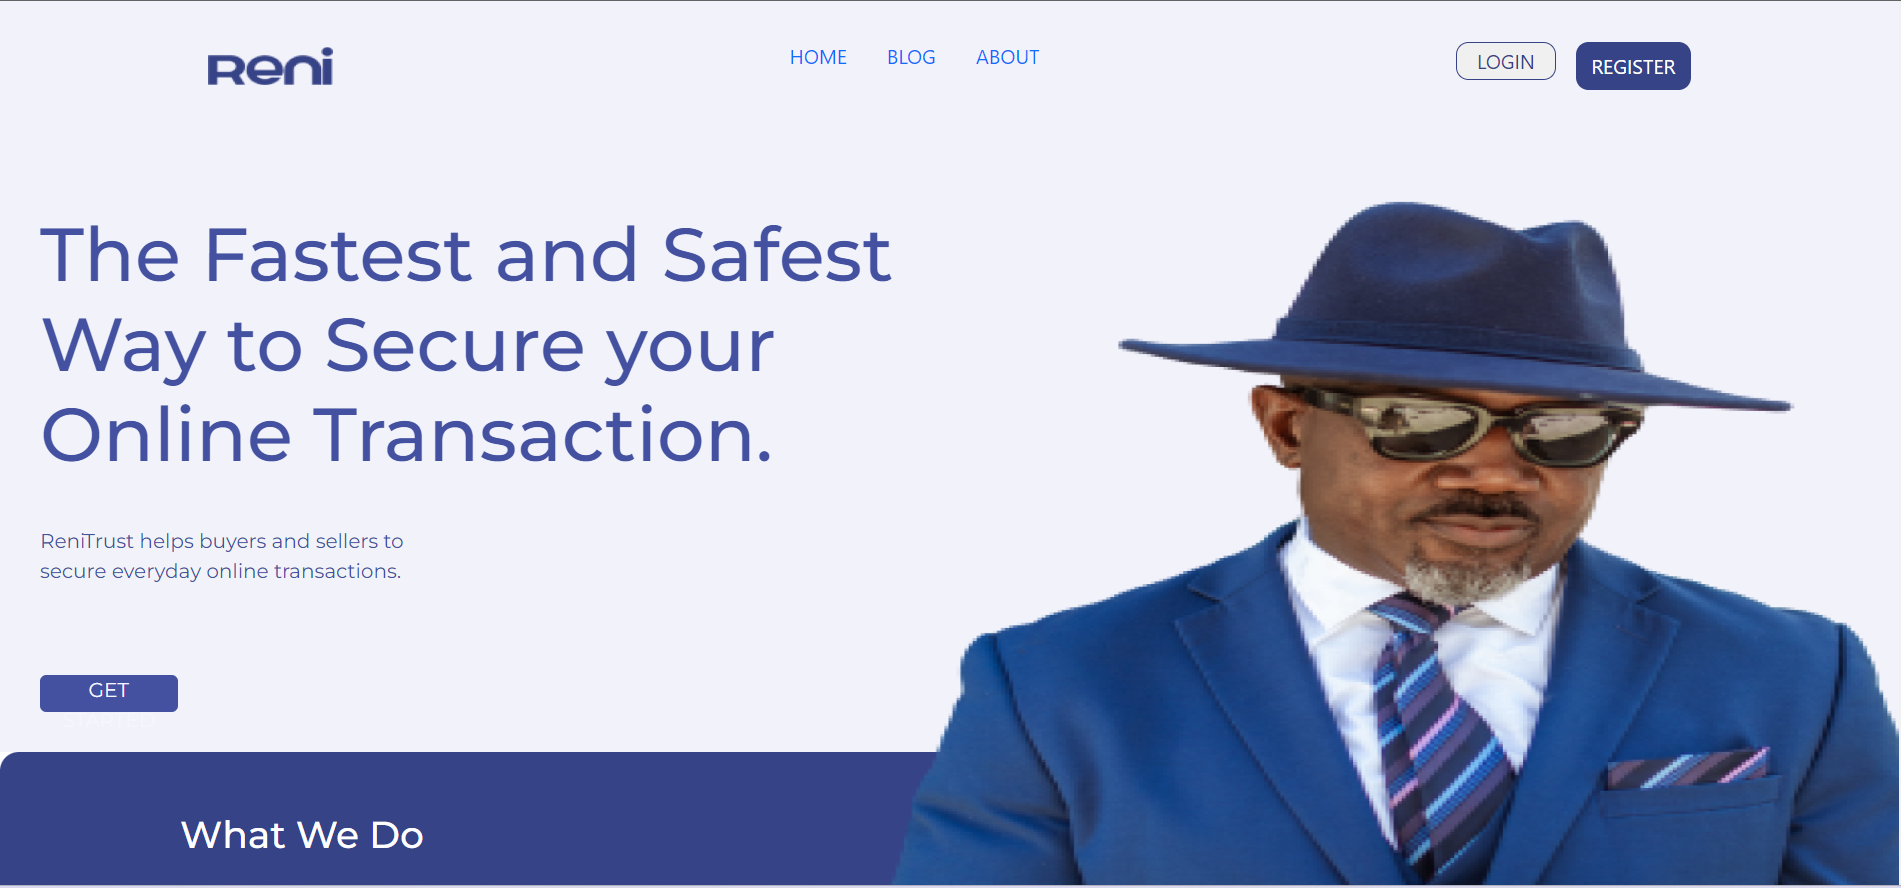 Reni
HOME BLOG ABOUT
LOGIN REGISTER
The Fastest and Safest
Way to Secure your
Online Transaction.
ReniTrust helps buyers and sellers to
secure everyday online transactions.
GET
STARTED
What We Do